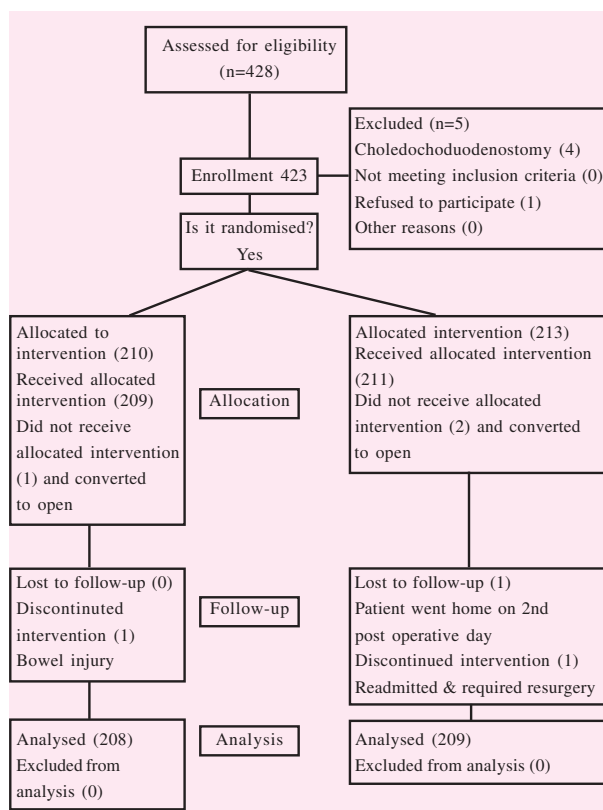 Assessed for eligibility
(n=428)
Excluded (n=5)
Choledochoduodenostomy (4)
Not meeting inclusion criteria (0)
Refused to participate (1)
Other reasons (0)
Enrollment 423
Is it randomised?
Yes
Allocated to
intervention (210)
Received allocated
intervention (209)
Did not receive
allocated intervention
(1) and converted
to open
Allocation
Allocated intervention (213)
Received allocated intervention
(211)
Did not receive allocated
intervention (2) and converted
to open
Lost to follow-up (0)
Discontinuted
intervention (1)
Bowel injury
Follow-up
Lost to follow-up (1)
Patient went home on 2nd
post operative day
Discontinued intervention (1)
Readmitted & required resurgery
Analysed (208)
Excluded from
analysis (0)
Analysis
Analysed (209)
Excluded from analysis (0)